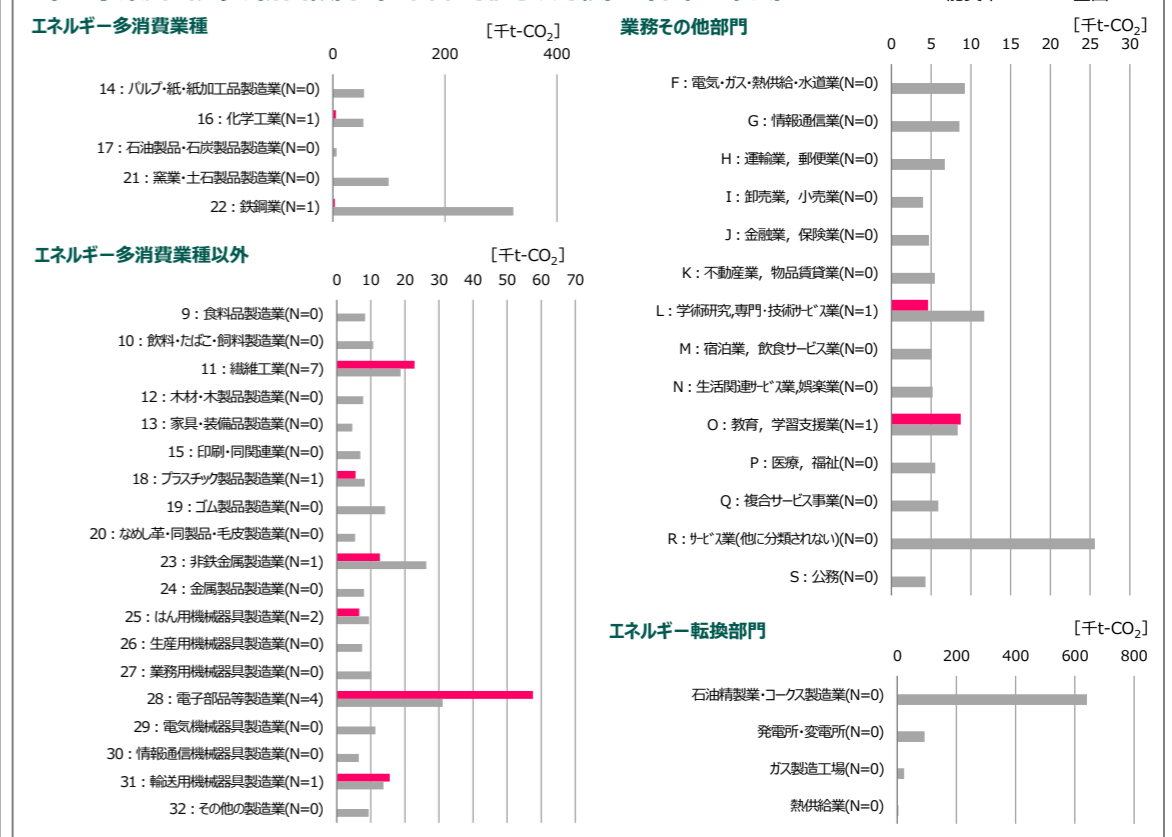 エネルギー多消費業種
[千t-CO2]
0 200 400
14：パルプ・紙・紙加工品製造業(N=0)
16：化学工業(N=1)
17：石油製品・石炭製品製造業(N=0)
21：窯業・土石製品製造業(N=0)
22：鉄鋼業(N=1)
エネルギー多消費業種以外
[千t-CO2]
0 10 20 30 40 50 60 70
9：食料品製造業(N=0)
10：飲料・たばこ・飼料製造業(N=0)
11：繊維工業(N=7)
12：木材・木製品製造業(N=0)
13：家具・装備品製造業(N=0)
15：印刷・同関連業(N=0)
18：プラスチック製品製造業(N=1)
19：ゴム製品製造業(N=0)
20：なめし革・同製品・毛皮製造業(N=0)
23：非鉄金属製造業(N=1)
24：金属製品製造業(N=0)
25：はん用機械器具製造業(N=2)
26：生産用機械器具製造業(N=0)
27：業務用機械器具製造業(N=0)
28：電子部品等製造業(N=4)
29：電気機械器具製造業(N=0)
30：情報通信機械器具製造業(N=0)
31：輸送用機械器具製造業(N=1)
32：その他の製造業(N=0)
業務その他部門
[千t-CO2]
0 5 10 15 20 25 30
F：電気・ガス・熱供給・水道業(N=0)
G：情報通信業(N=0)
H：運輸業，郵便業(N=0)
I：卸売業，小売業(N=0)
J：金融業，保険業(N=0)
K：不動産業，物品賃貸業(N=0)
L：学術研究,専門・技術サービス業(N=1)
M：宿泊業，飲食サービス業(N=0)
N：生活関連サービス業,娯楽業(N=0)
O：教育，学習支援業(N=1)
P：医療，福祉(N=0)
Q：複合サービス事業(N=0)
R：サービス業(他に分類されない)(N=0)
S：公務(N=0)
エネルギー転換部門
[千t-CO2]
0 200 400 600 800
石油精製業・コークス製造業(N=0)
発電所・変電所(N=0)
ガス製造工場(N=0)
熱供給業(N=0)